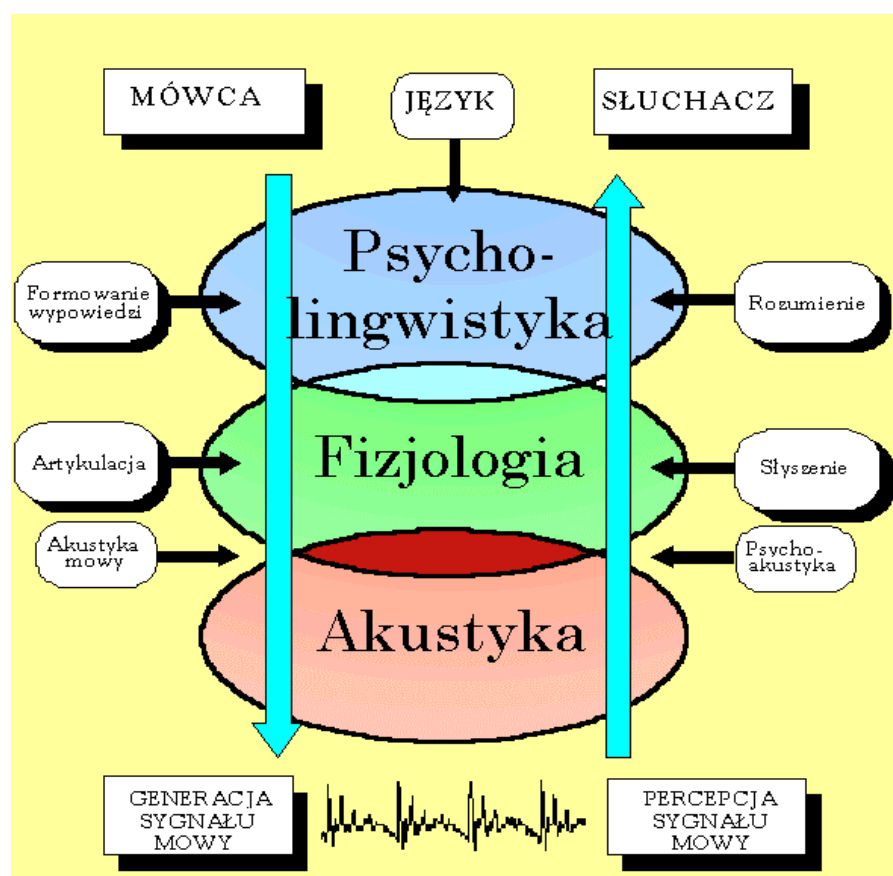 MÓWCA
JĘZYK
SŁUCHACZ
Psycho-
lingwistyka
Formowanie
wypowiedzi
Rozumienie
Fizjologia
Artykulacja
Słyszenie
Akustyka
mowy
Psycho-
akustyka
Akustyka
GENERACJA
SYGNAŁU
MOWY
PERCEPCJA
SYGNAŁU
MOWY